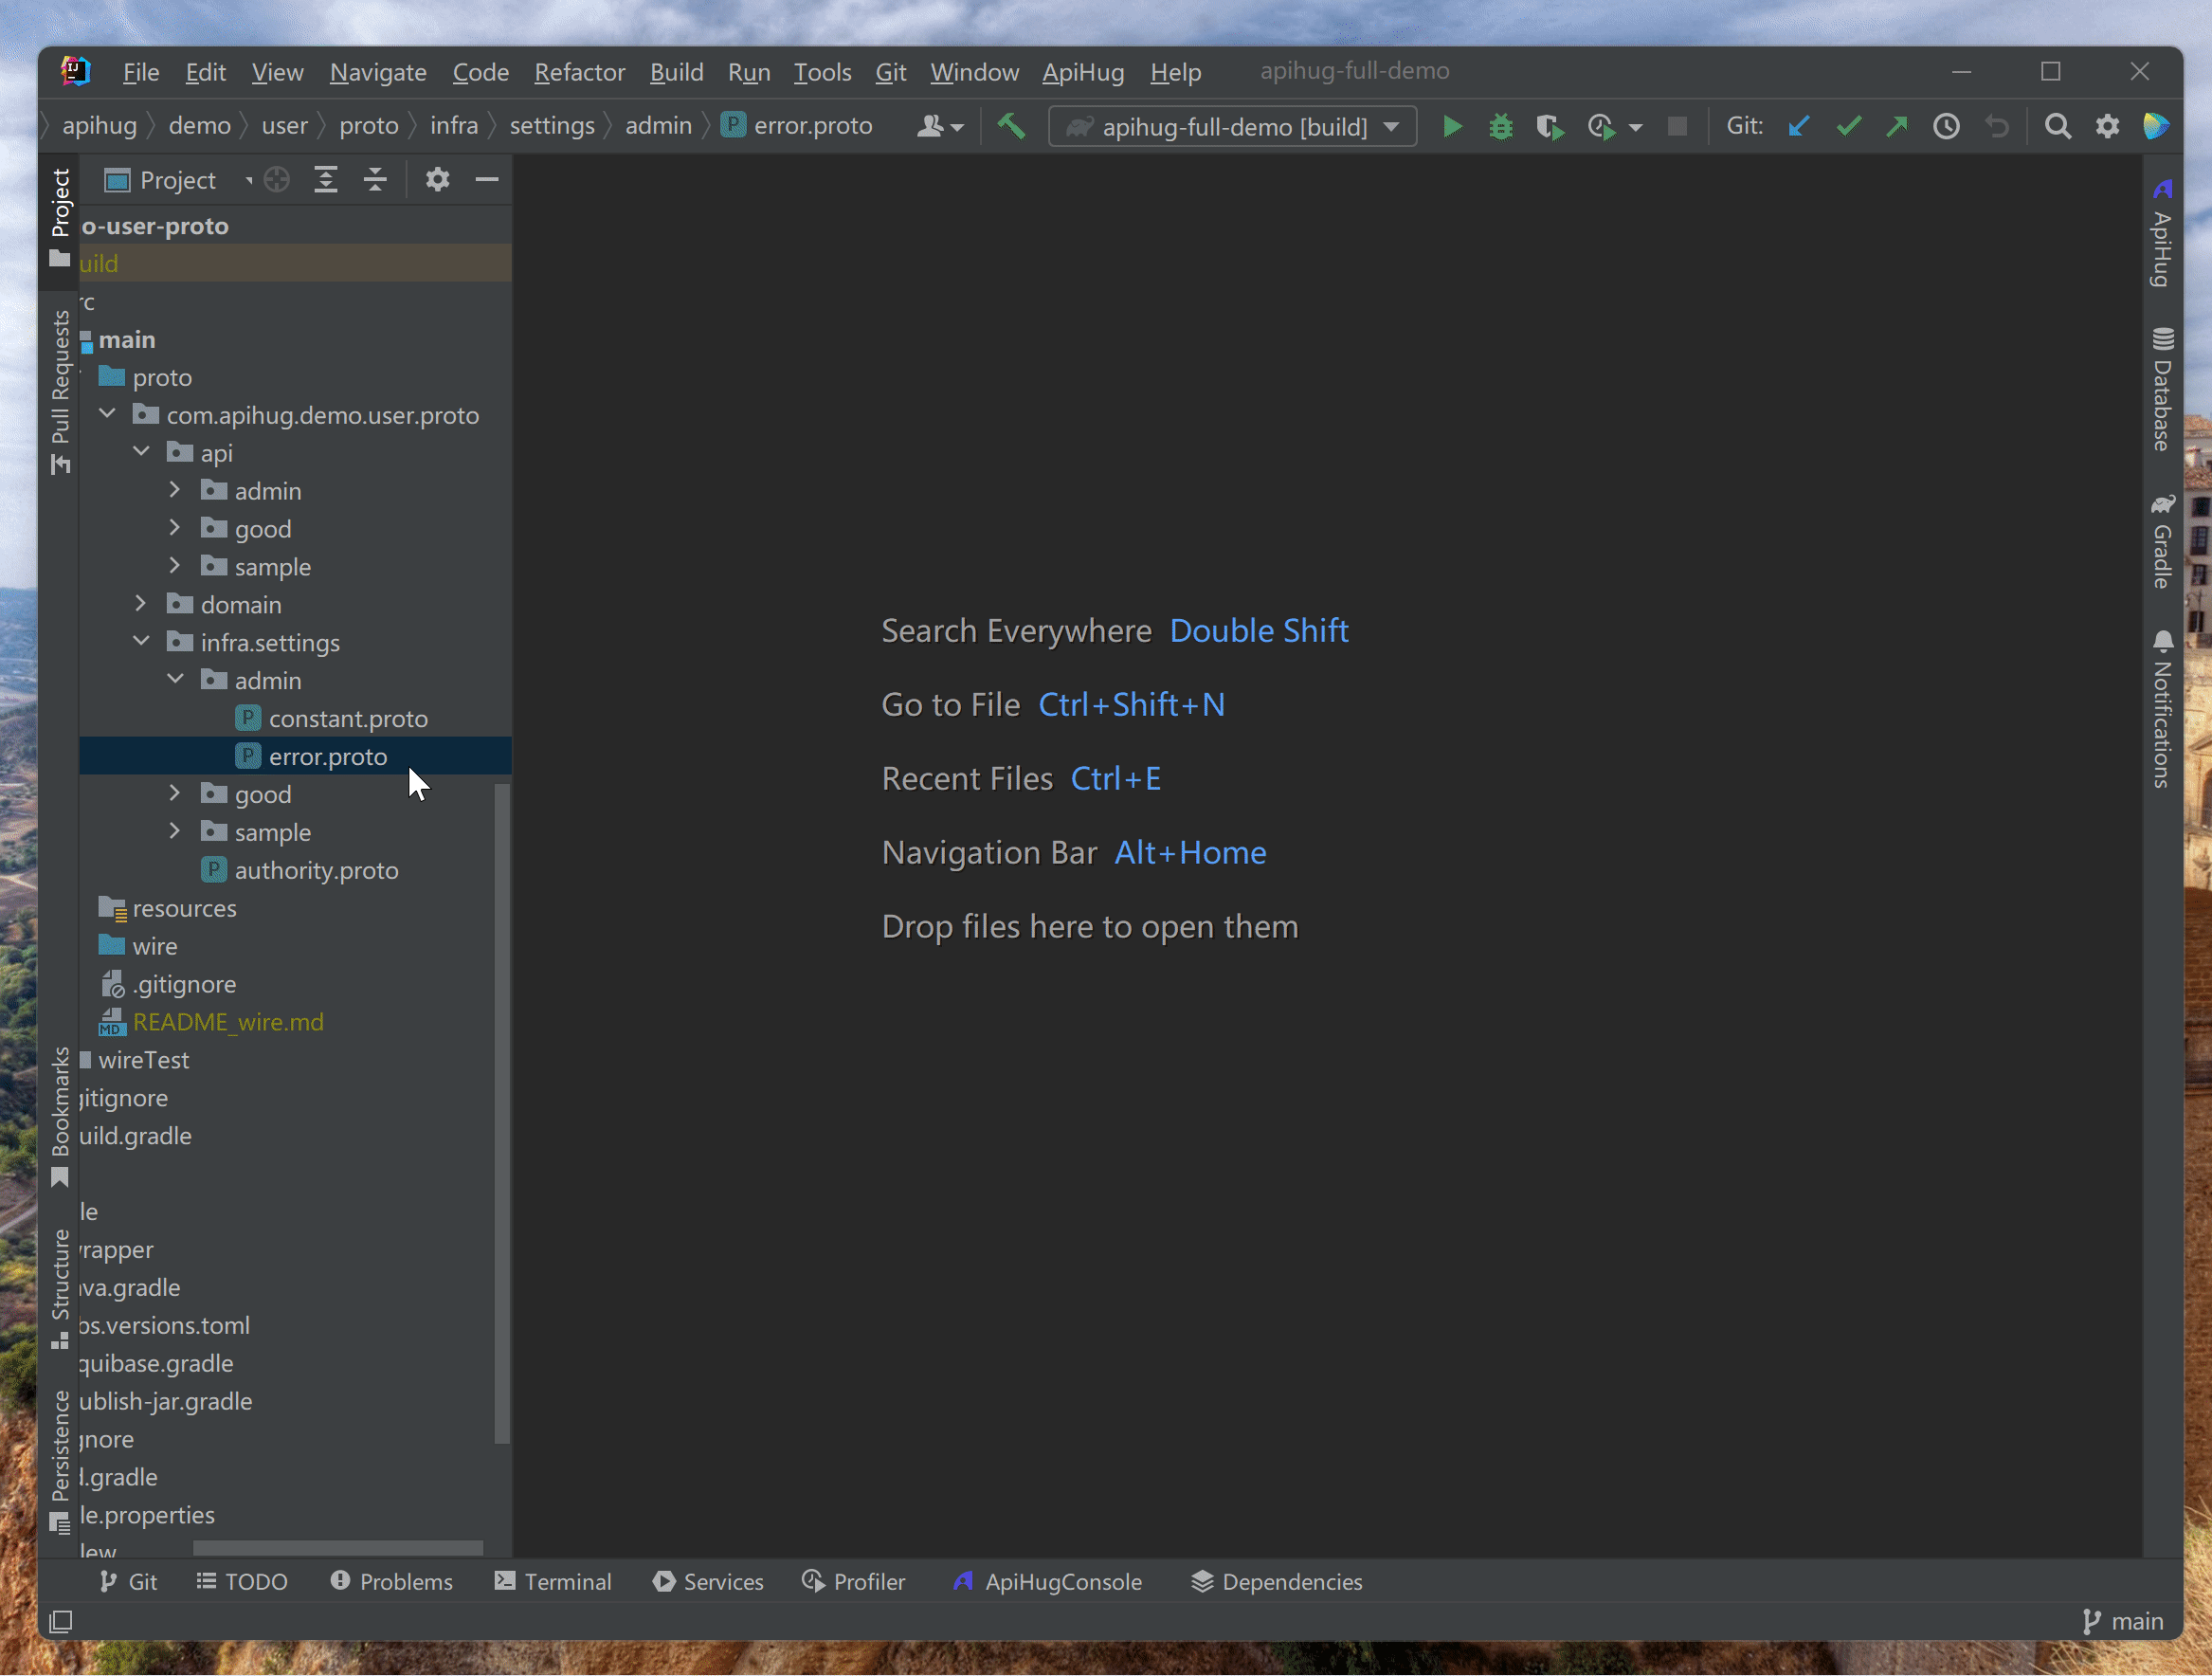 File Edit View Navigate Code Refactor Build Run Tools Git Window ApiHug Help apihug-full-demo
apihug demo user proto infra settings admin error.proto apihug-full-demo [build] Git:
Project
Project
Pull Requests
Bookmarks
Structure
Persistence
o-user-proto
uild
rc
main
proto
com.apihug.demo.user.proto
api
admin
good
sample
domain
infra.settings
admin
constant.proto
error.proto
good
sample
authority.proto
resources
wire
.gitignore
README_wire.md
wireTest
gitignore
uild.gradle
le
rapper
va.gradle
bs.versions.toml
quibase.gradle
ublish-jar.gradle
gnore
d.gradle
le.properties
lew
Search Everywhere Double Shift
Go to File Ctrl+Shift+N
Recent Files Ctrl+E
Navigation Bar Alt+Home
Drop files here to open them
ApiHug
Database
Gradle
Notifications
Git TODO Problems Terminal Services Profiler ApiHugConsole Dependencies
main